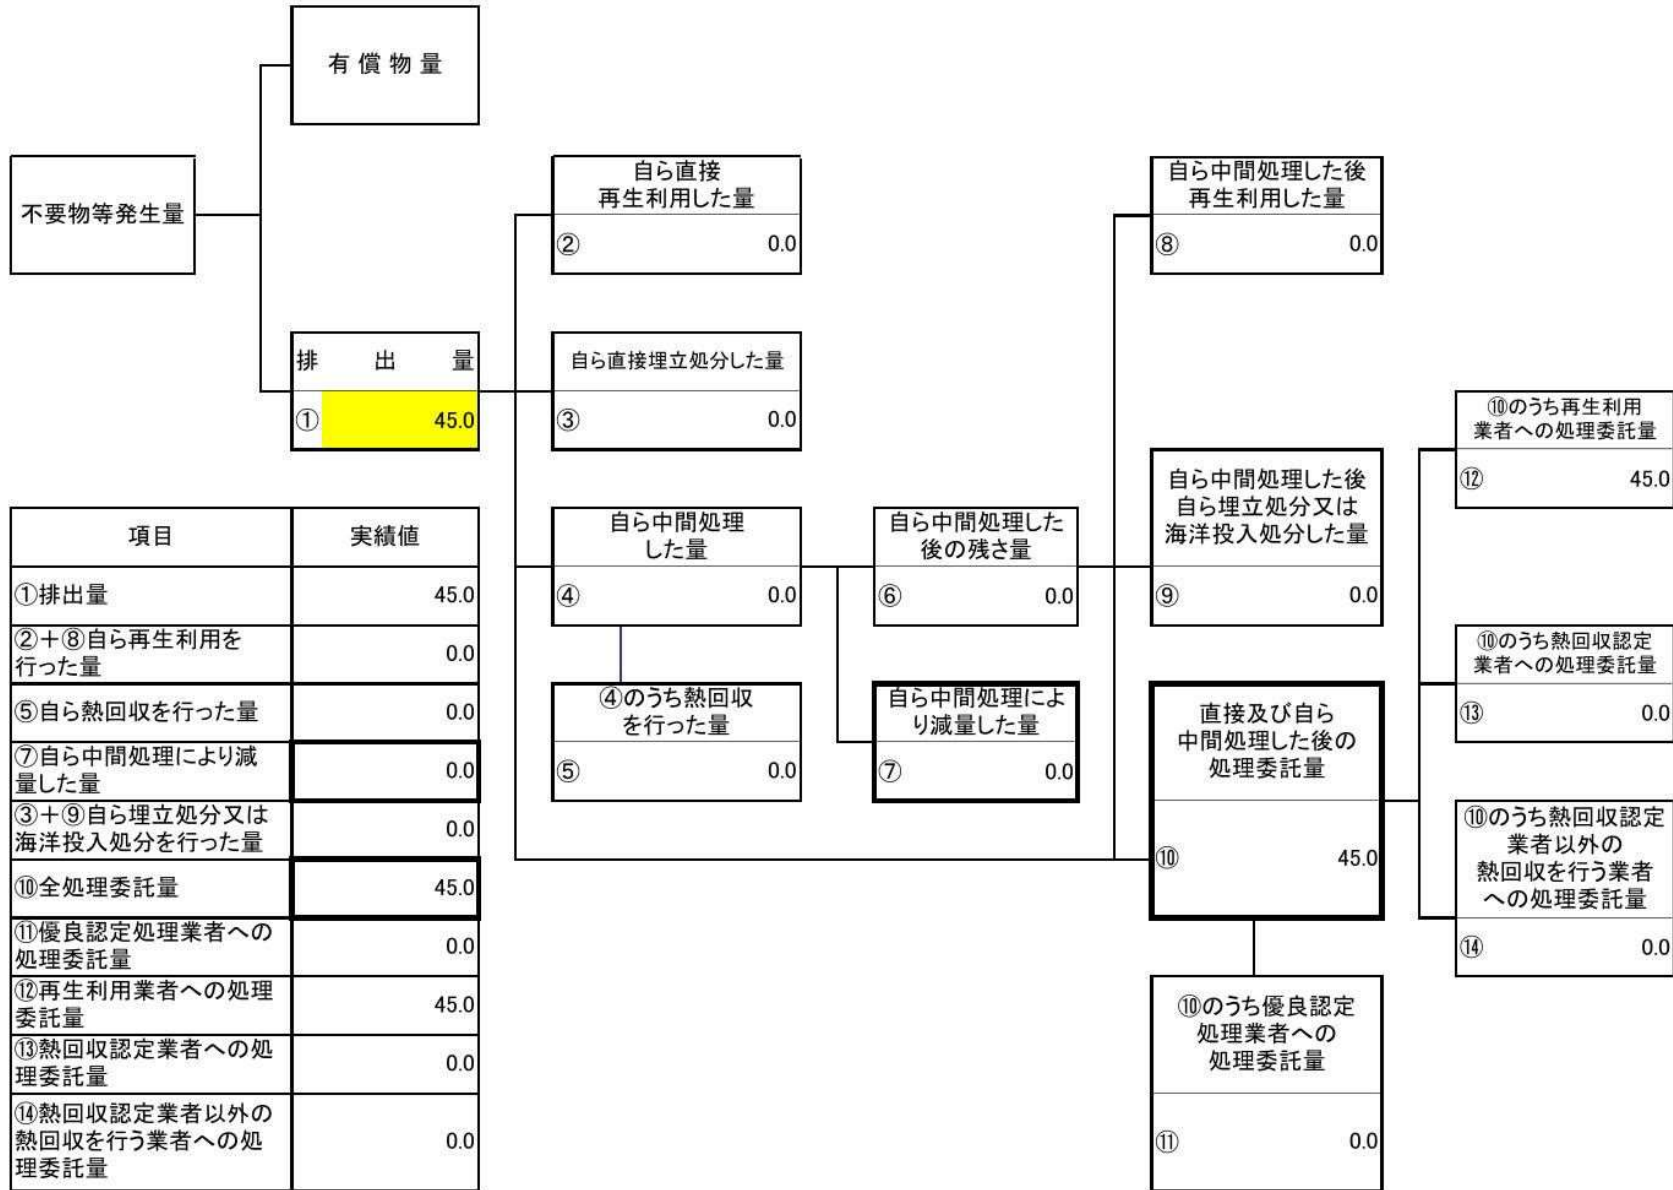 有償物量
不要物等発生量
排出量
① 45.0
自ら直接
再生利用した量
② 0.0
自ら直接埋立処分した量
③ 0.0
自ら中間処理
した量
④ 0.0
④のうち熱回収
を行った量
⑤ 0.0
自ら中間処理した
後の残さ量
⑥ 0.0
自ら中間処理によ
り減量した量
⑦ 0.0
自ら中間処理した後
再生利用した量
⑧ 0.0
自ら中間処理した後
自ら埋立処分又は
海洋投入処分した量
⑨ 0.0
直接及び自ら
中間処理した後の
処理委託量
⑩ 45.0
⑩のうち優良認定
処理業者への
処理委託量
⑪ 0.0
⑩のうち再生利用
業者への処理委託量
⑫ 45.0
⑩のうち熱回収認定
業者への処理委託量
⑬ 0.0
⑩のうち熱回収認定
業者以外の
熱回収を行う業者
への処理委託量
⑭ 0.0
項目 実績値
①排出量 45.0
②＋⑧自ら再生利用を
行った量 0.0
⑤自ら熱回収を行った量 0.0
⑦自ら中間処理により減
量した量 0.0
③＋⑨自ら埋立処分又は
海洋投入処分を行った量 0.0
⑩全処理委託量 45.0
⑪優良認定処理業者への
処理委託量 0.0
⑫再生利用業者への処理
委託量 45.0
⑬熱回収認定業者への処
理委託量 0.0
⑭熱回収認定業者以外の
熱回収を行う業者への処
理委託量 0.0